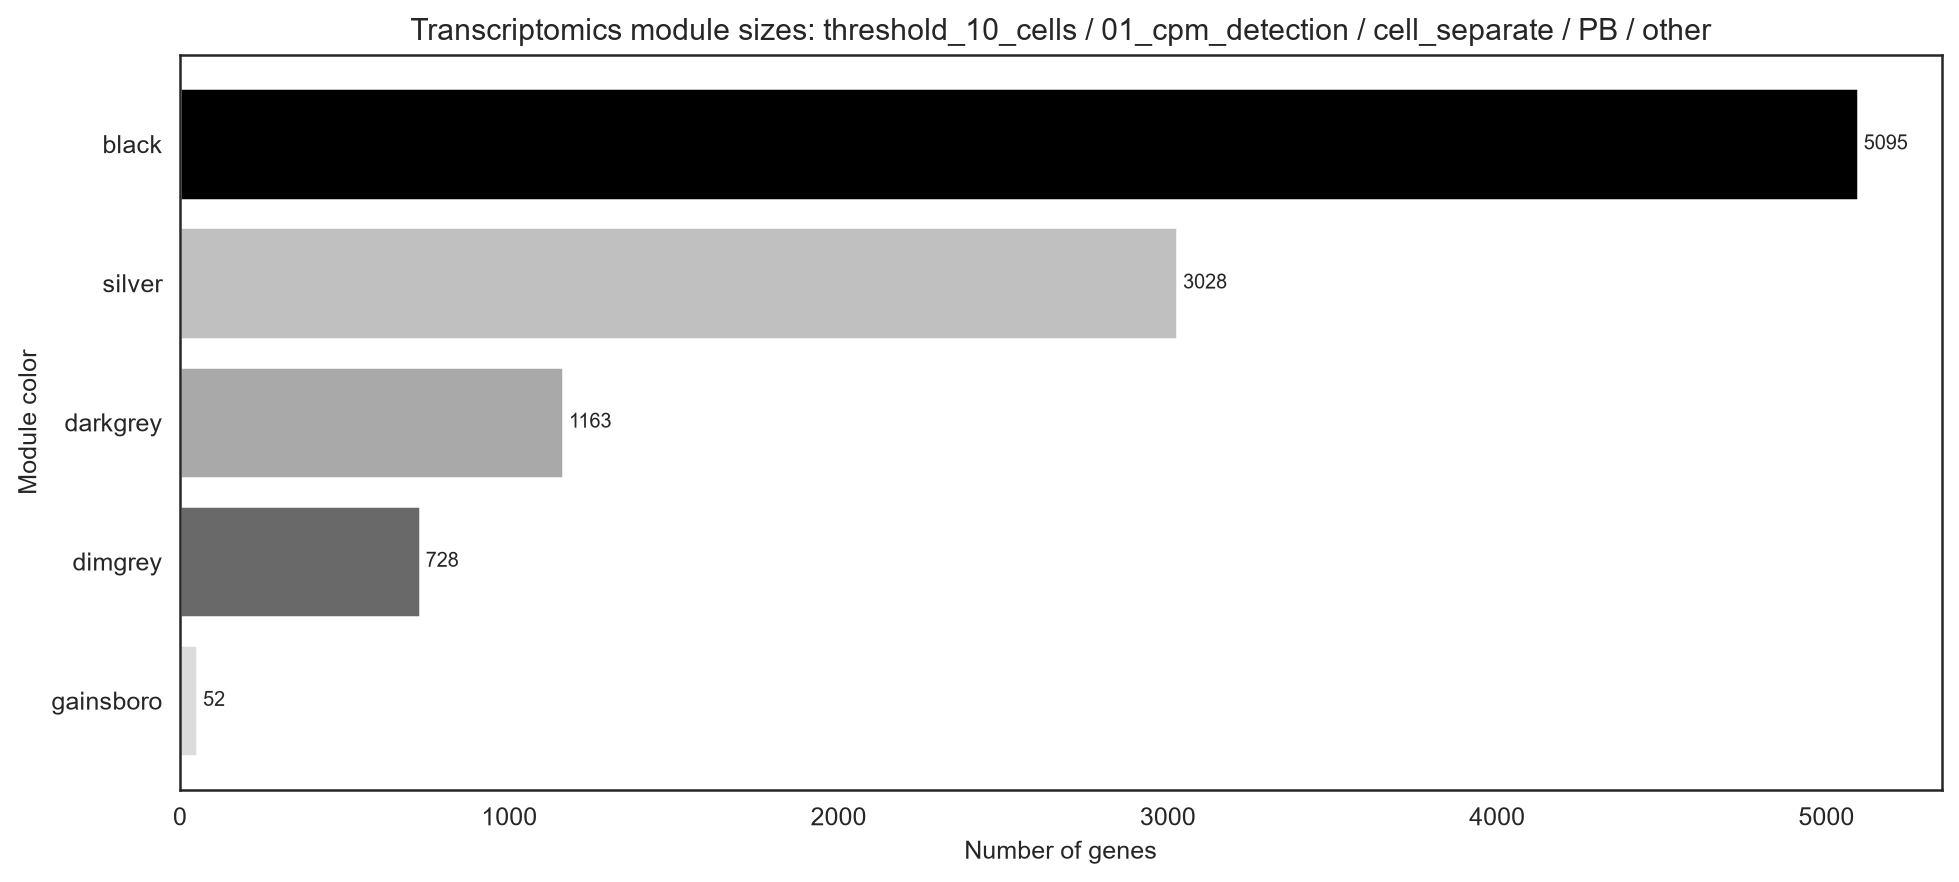 Transcriptomics module sizes: threshold_10_cells / 01_cpm_detection / cell_separate / PB / other
Module color
black
5095
silver
3028
darkgrey
1163
dimgrey
728
gainsboro
52
0 1000 2000 3000 4000 5000
Number of genes